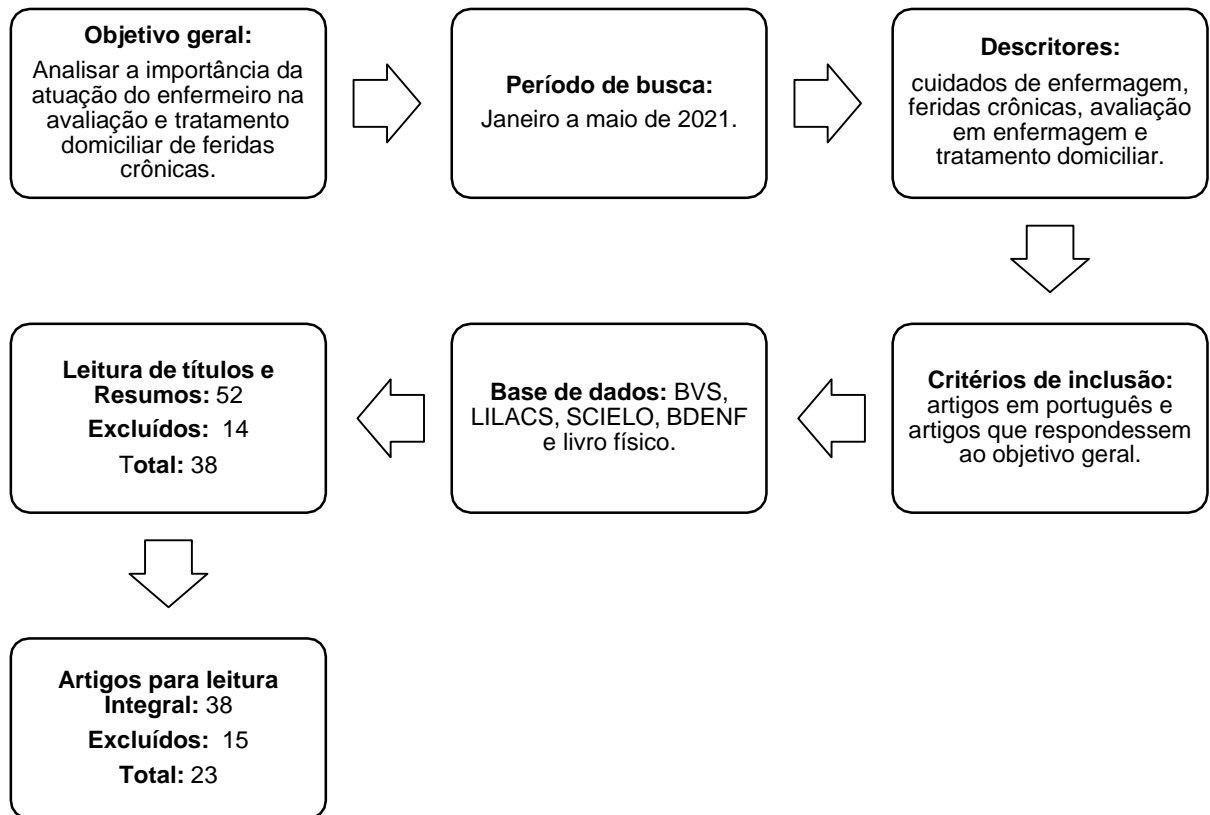 Objetivo geral:
Analisar a importância da
atuação do enfermeiro na
avaliação e tratamento
domiciliar de feridas
crônicas.
Período de busca:
Janeiro a maio de 2021.
Descritores:
cuidados de enfermagem,
feridas crônicas, avaliação
em enfermagem e
tratamento domiciliar.
Critérios de inclusão:
artigos em português e
artigos que respondessem
ao objetivo geral.
Base de dados: BVS,
LILACS, SCIELO, BDENF
e livro físico.
Leitura de títulos e
Resumos: 52
Excluídos: 14
Total: 38
Artigos para leitura
Integral: 38
Excluídos: 15
Total: 23